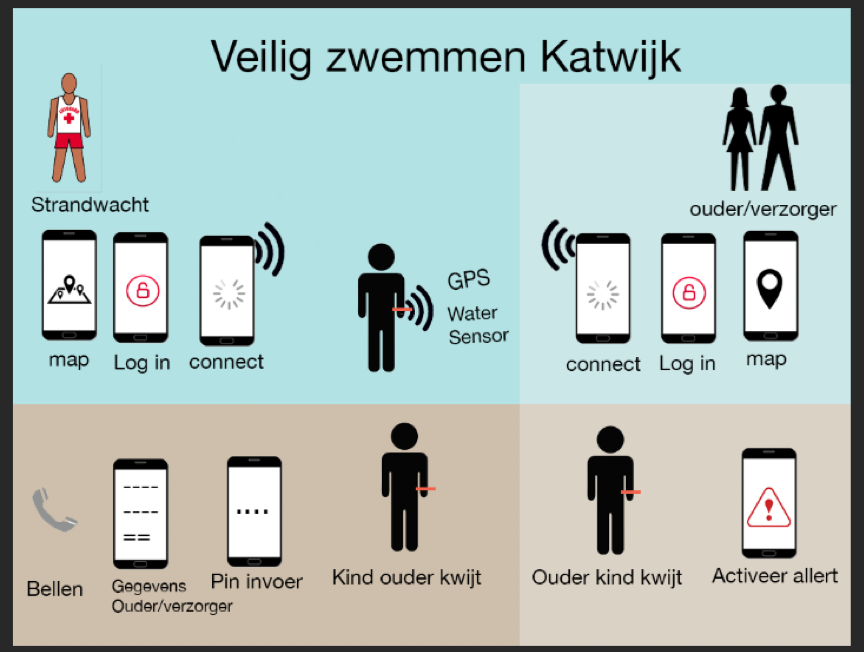 Veilig zwemmen Katwijk
Strandwacht
ouder/verzorger
GPS
Water
Sensor
map
Log in
connect
connect
Log in
map
Bellen
Gegevens
Ouder/verzorger
Pin invoer
Kind ouder kwijt
Ouder kind kwijt
Activeer allert